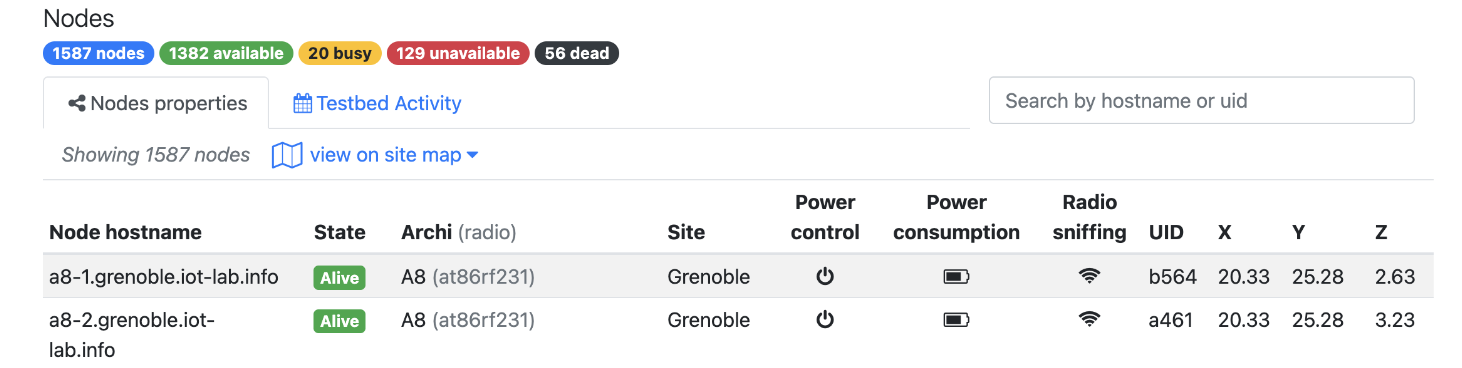 Nodes
1587 nodes 1382 available 20 busy 129 unavailable 56 dead
Nodes properties Testbed Activity Search by hostname or uid
Showing 1587 nodes view on site map
Node hostname State Archi (radio) Site Power control Power consumption Radio sniffing UID X Y Z
a8-1.grenoble.iot-lab.info Alive A8 (at86rf231) Grenoble b564 20.33 25.28 2.63
a8-2.grenoble.iot- Alive A8 (at86rf231) Grenoble a461 20.33 25.28 3.23
lab.info